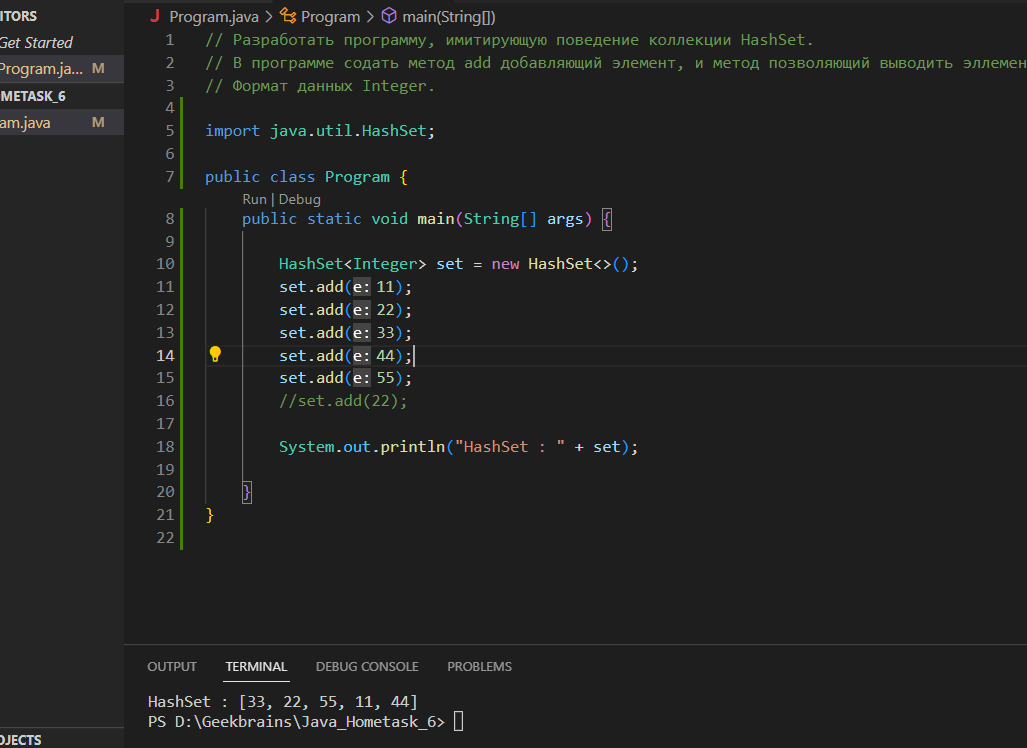 ITORS
Get Started
Program.ja... M
METASK_6
am.java M
OJECTS
J Program.java > Program > main(String[])
1 // Разработать программу, имитирующую поведение коллекции HashSet.
2 // В программе содать метод add добавляющий элемент, и метод позволяющий выводить эллемен
3 // Формат данных Integer.
4
5 import java.util.HashSet;
6
7 public class Program {
Run | Debug
8 public static void main(String[] args) {
9
10 HashSet<Integer> set = new HashSet<>();
11 set.add(e: 11);
12 set.add(e: 22);
13 set.add(e: 33);
14 set.add(e: 44);
15 set.add(e: 55);
16 //set.add(22);
17
18 System.out.println("HashSet : " + set);
19
20 }
21 }
22
OUTPUT TERMINAL DEBUG CONSOLE PROBLEMS
HashSet : [33, 22, 55, 11, 44]
PS D:\Geekbrains\Java_Hometask_6>